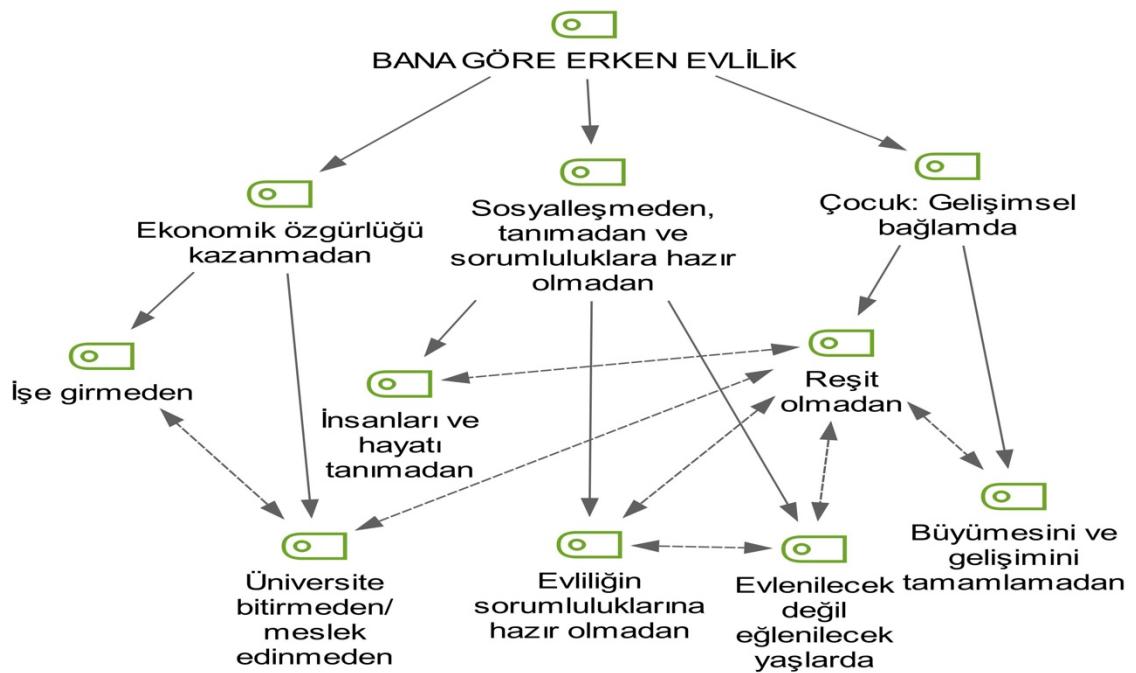 BANA GÖRE ERKEN EVLİLİK
Ekonomik özgürlüğü
kazanmadan
Sosyalleşmeden,
tanımadan ve
sorumluluklara hazır
olmadan
Çocuk: Gelişimsel
bağlamda
İşe girmeden
İnsanları ve
hayatı
tanımadan
Reşit
olmadan
Üniversite
bitirmeden/
meslek
edinmeden
Evliliğin
sorumluluklarına
hazır olmadan
Evlenilecek
değil
eğlenilecek
yaşlarda
Büyümesini ve
gelişimini
tamamlamadan